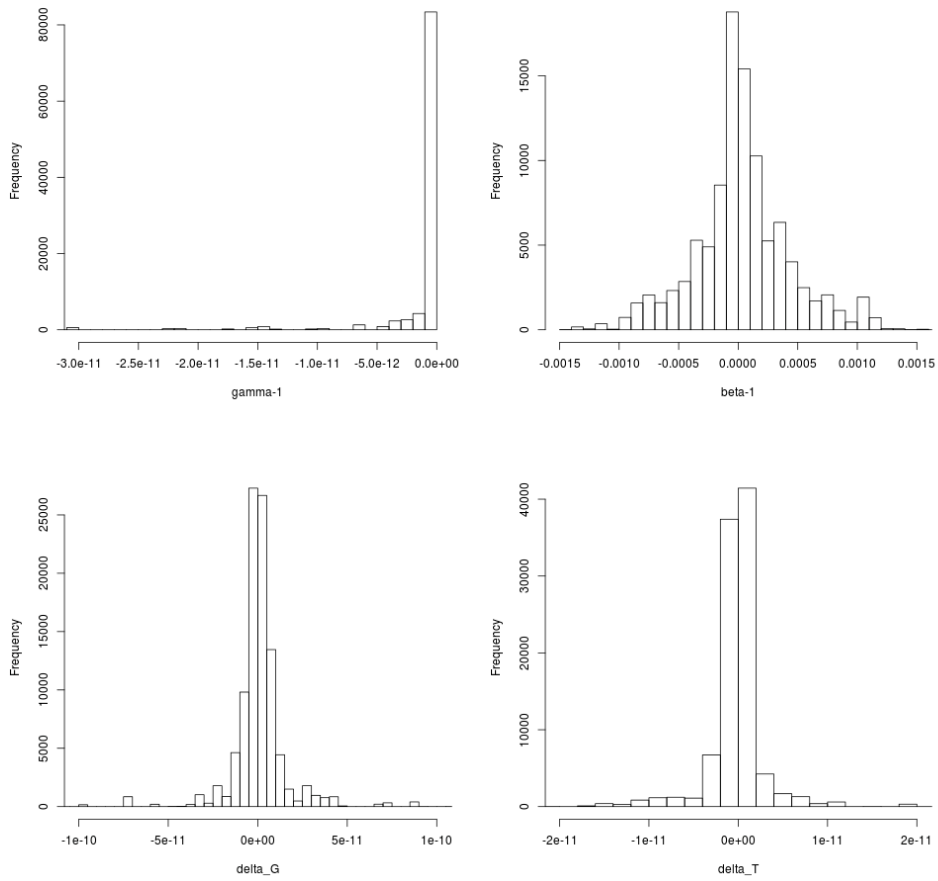 Frequency
0 20000 40000 60000 80000
-3.0e-11 -2.5e-11 -2.0e-11 -1.5e-11 -1.0e-11 -5.0e-12 0.0e+00
gamma-1
Frequency
0 5000 10000 15000
-0.0015 -0.0010 -0.0005 0.0000 0.0005 0.0010 0.0015
beta-1
Frequency
0 5000 10000 15000 20000 25000
-1e-10 -5e-11 0e+00 5e-11 1e-10
delta_G
Frequency
0 10000 20000 30000 40000
-2e-11 -1e-11 0e+00 1e-11 2e-11
delta_T